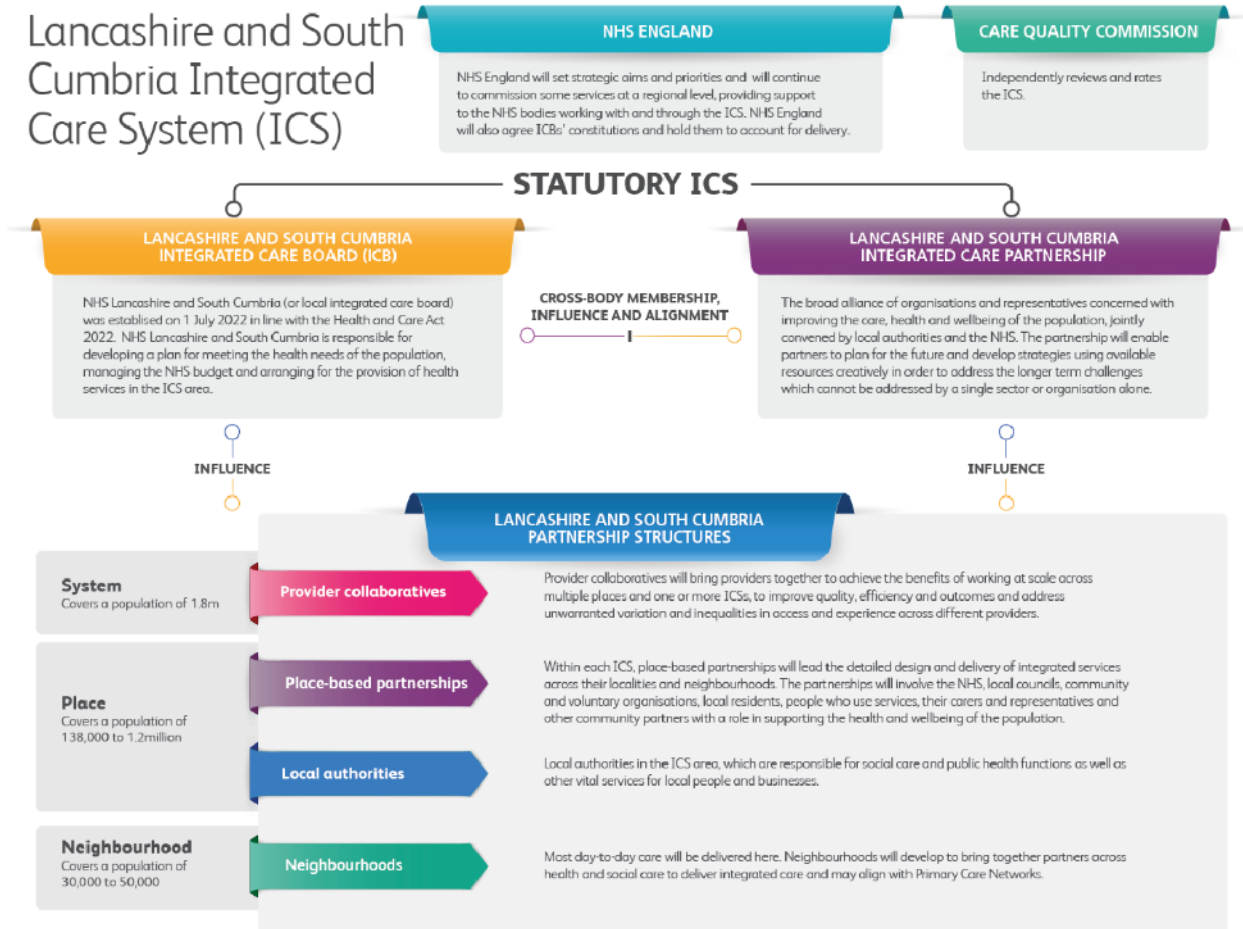 Lancashire and South
Cumbria Integrated
Care System (ICS)
NHS ENGLAND
NHS England will set strategic aims and priorities and will continue
to commission some services at a regional level, providing support
to the NHS bodies working with and through the ICS. NHS England
will also agree ICBs' constitutions and hold them to account for delivery.
CARE QUALITY COMMISSION
Independently reviews and rates
the ICS.
STATUTORY ICS
LANCASHIRE AND SOUTH CUMBRIA
INTEGRATED CARE BOARD (ICB)
NHS Lancashire and South Cumbria (or local integrated care board)
was establised on 1 July 2022 in line with the Health and Care Act
2022. NHS Lancashire and South Cumbria is responsible for
developing a plan for meeting the health needs of the population,
managing the NHS budget and arranging for the provision of health
services in the ICS area.
CROSS-BODY MEMBERSHIP,
INFLUENCE AND ALIGNMENT
LANCASHIRE AND SOUTH CUMBRIA
INTEGRATED CARE PARTNERSHIP
The broad alliance of organisations and representatives concerned with
improving the care, health and wellbeing of the population, jointly
convened by local authorities and the NHS. The partnership will enable
partners to plan for the future and develop strategies using available
resources creatively in order to address the longer term challenges
which cannot be addressed by a single sector or organisation alone.
INFLUENCE
INFLUENCE
LANCASHIRE AND SOUTH CUMBRIA
PARTNERSHIP STRUCTURES
System
Covers a population of 1.8m
Provider collaboratives
Provider collaboratives will bring providers together to achieve the benefits of working at scale across
multiple places and one or more ICSs, to improve quality, efficiency and outcomes and address
unwarranted variation and inequalities in access and experience across different providers.
Place
Covers a population of
138,000 to 1.2million
Place-based partnerships
Within each ICS, place-based partnerships will lead the detailed design and delivery of integrated services
across their localities and neighbourhoods. The partnerships will involve the NHS, local councils, community
and voluntary organisations, local residents, people who use services, their carers and representatives and
other community partners with a role in supporting the health and wellbeing of the population.
Local authorities
Local authorities in the ICS area, which are responsible for social care and public health functions as well as
other vital services for local people and businesses.
Neighbourhood
Covers a population of
30,000 to 50,000
Neighbourhoods
Most day-to-day care will be delivered here. Neighbourhoods will develop to bring together partners across
health and social care to deliver integrated care and may align with Primary Care Networks.